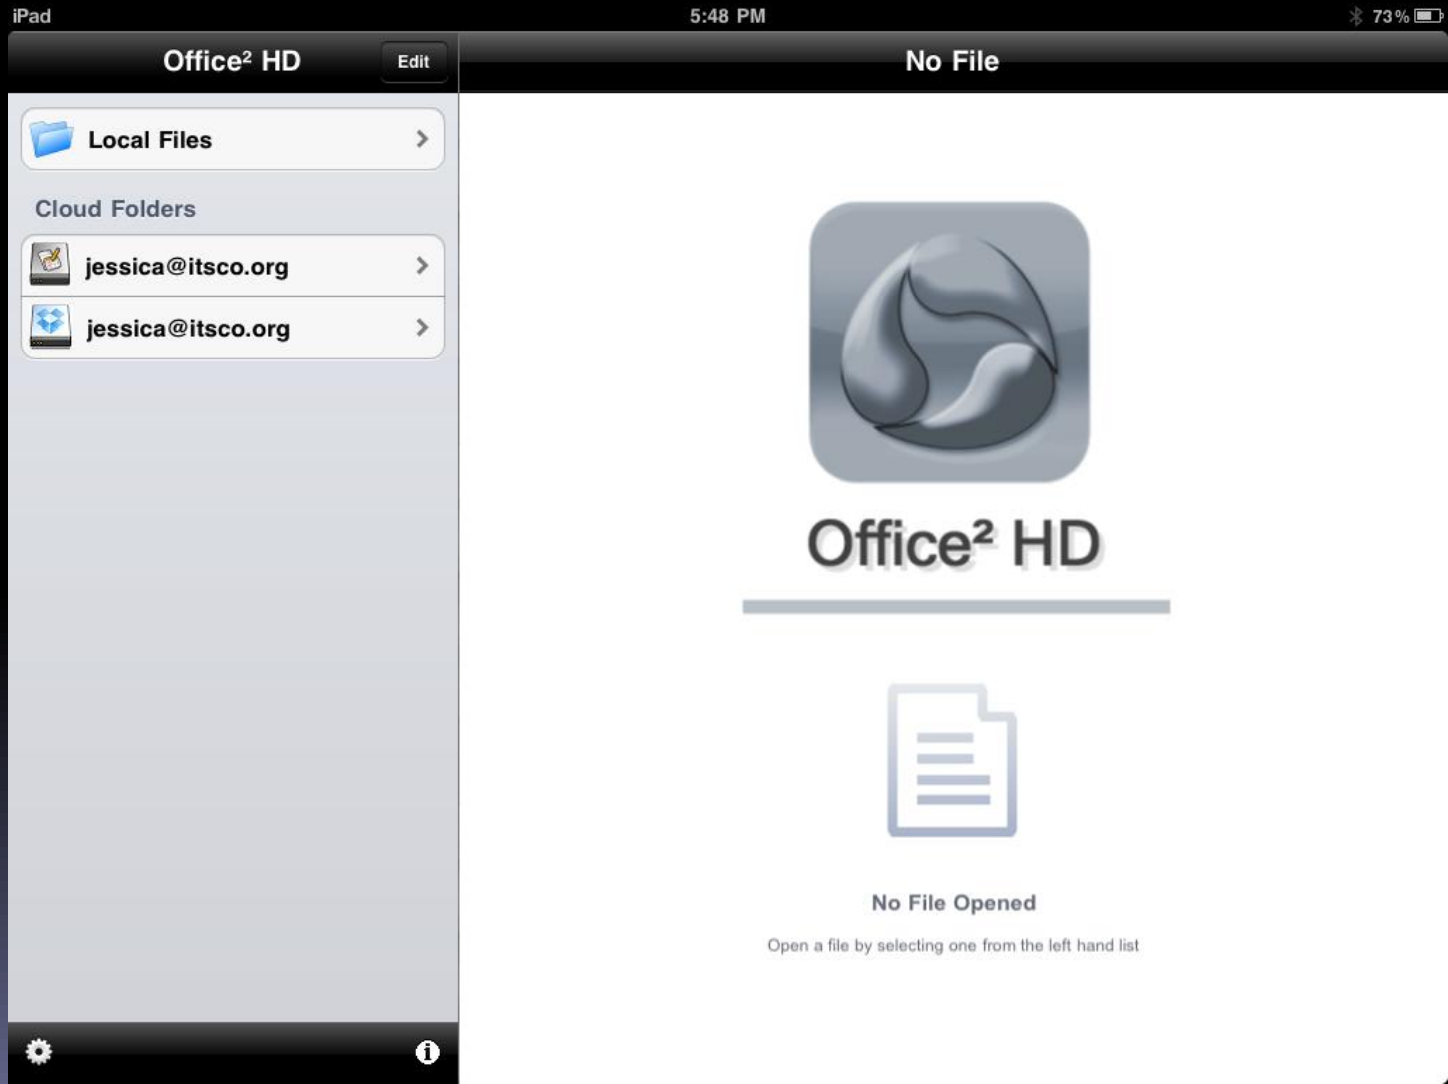 iPad
5:48 PM
73%
Office² HD
Edit
No File
Local Files
Cloud Folders
jessica@itsco.org
jessica@itsco.org
Office² HD
No File Opened
Open a file by selecting one from the left hand list